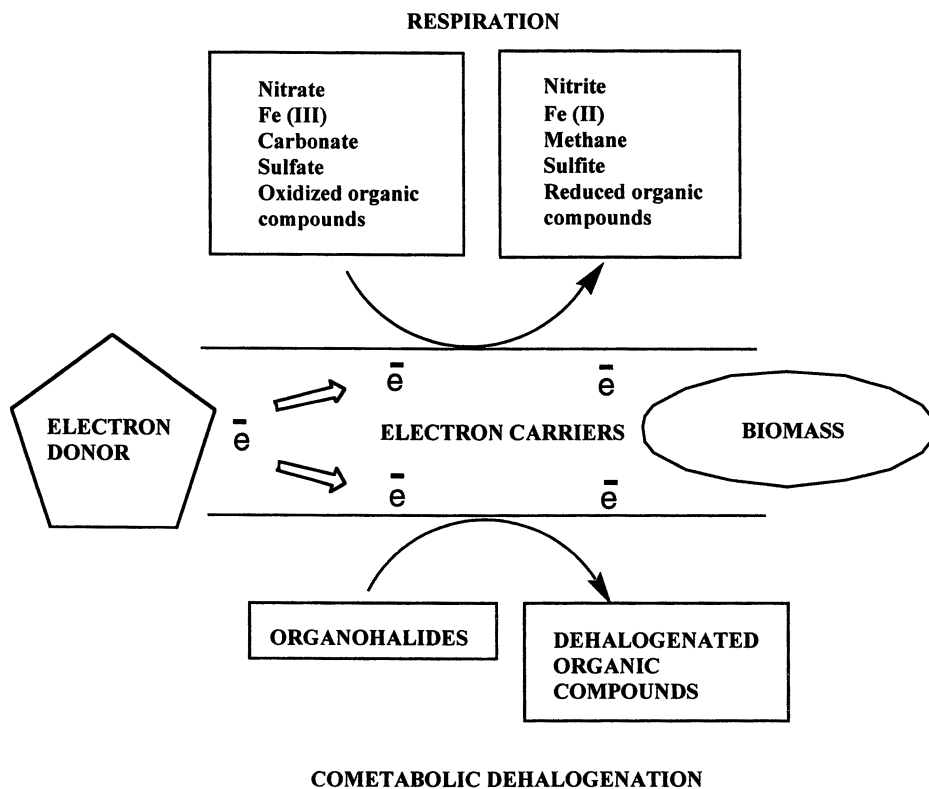 RESPIRATION
Nitrate
Fe (III)
Carbonate
Sulfate
Oxidized organic
compounds
Nitrite
Fe (II)
Methane
Sulfite
Reduced organic
compounds
ELECTRON
DONOR
e̅
e̅
e̅
ELECTRON CARRIERS
e̅
e̅
BIOMASS
ORGANOHALIDES
DEHALOGENATED
ORGANIC
COMPOUNDS
COMETABOLIC DEHALOGENATION